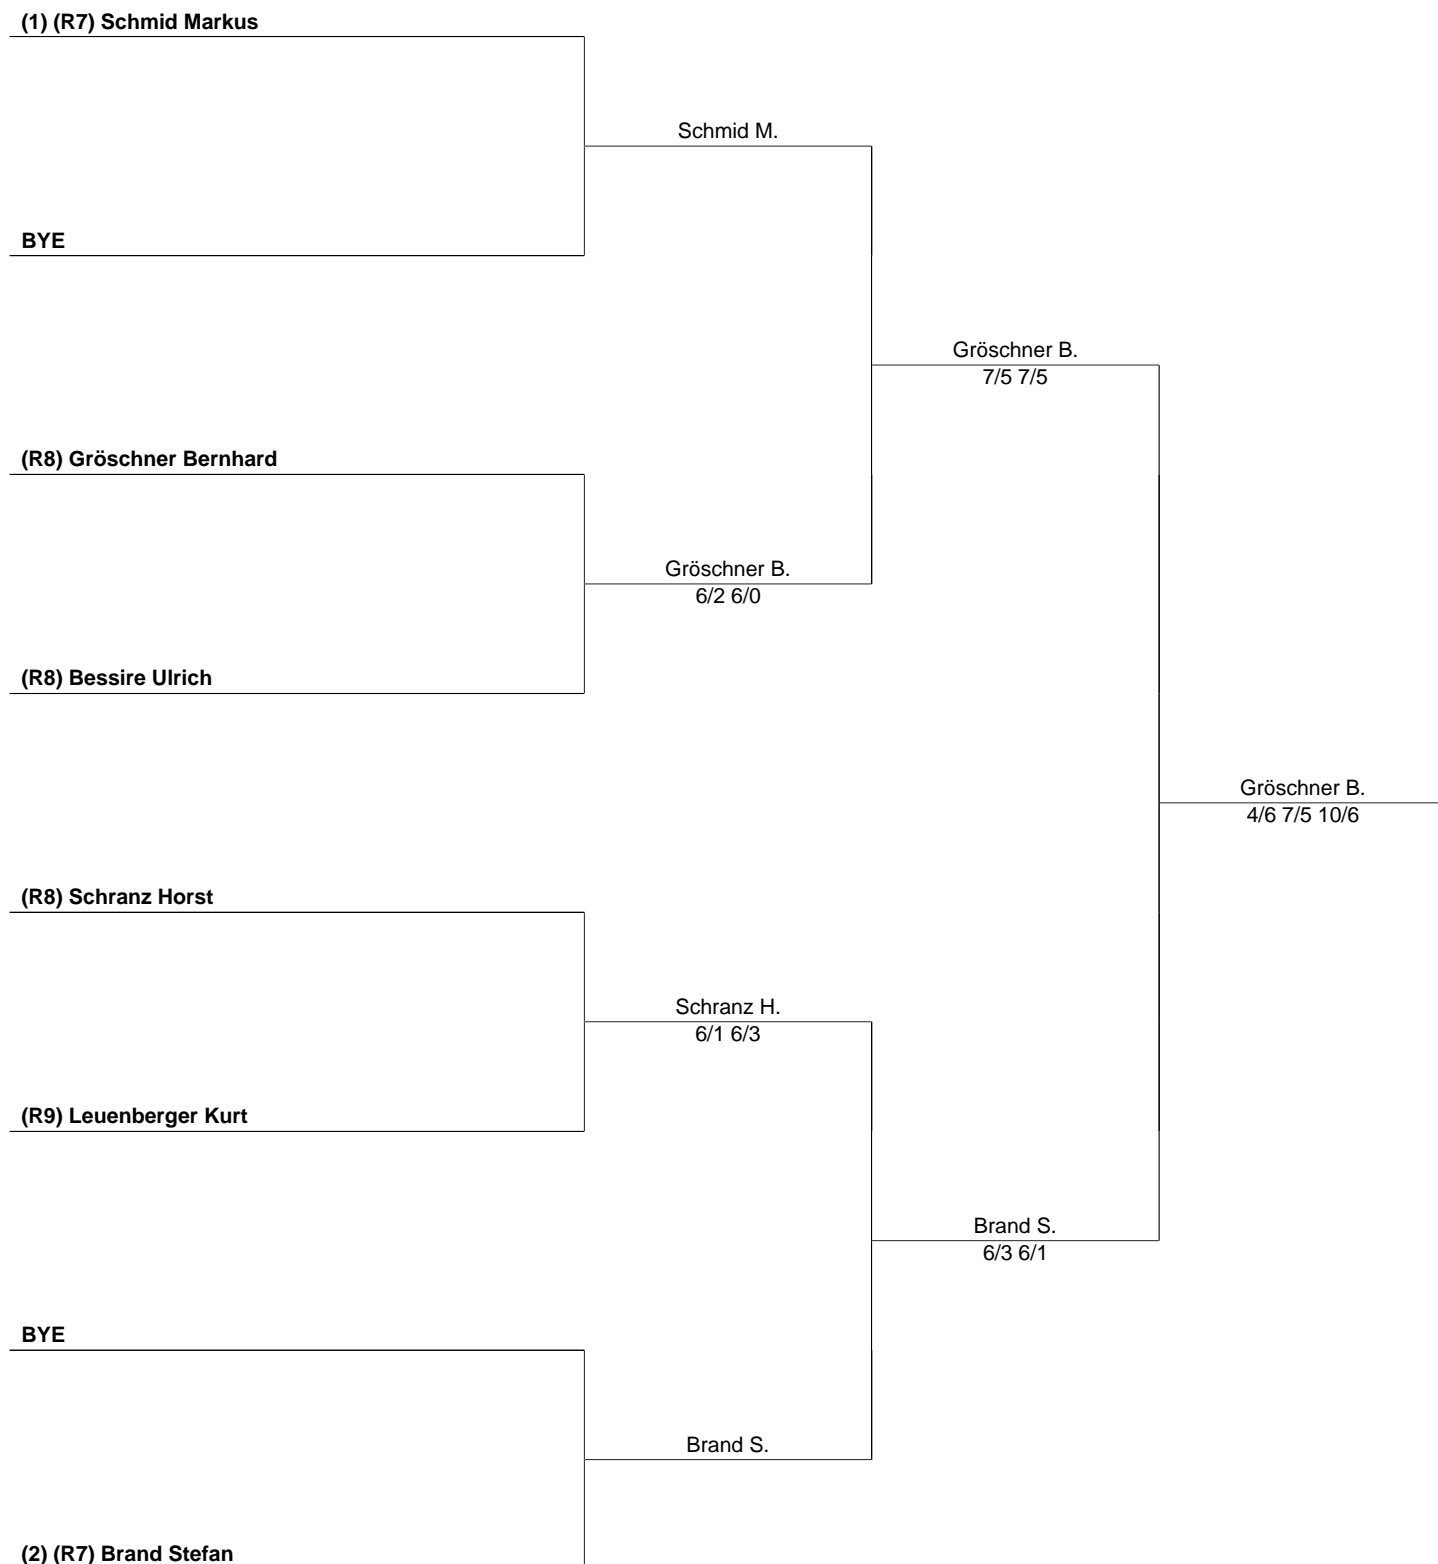 (1) (R7) Schmid Markus
Schmid M.
BYE
Gröschner B.
7/5 7/5
(R8) Gröschner Bernhard
Gröschner B.
6/2 6/0
(R8) Bessire Ulrich
Gröschner B.
4/6 7/5 10/6
(R8) Schranz Horst
Schranz H.
6/1 6/3
(R9) Leuenberger Kurt
Brand S.
6/3 6/1
BYE
Brand S.
(2) (R7) Brand Stefan